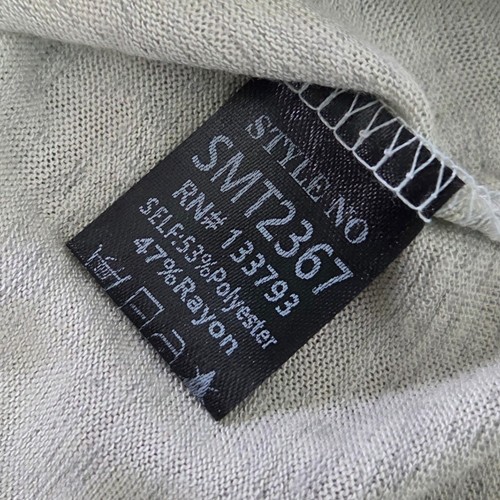 STYLE NO
SMT2367
RN# 133793
SELF:53%Polyester
47%Rayon